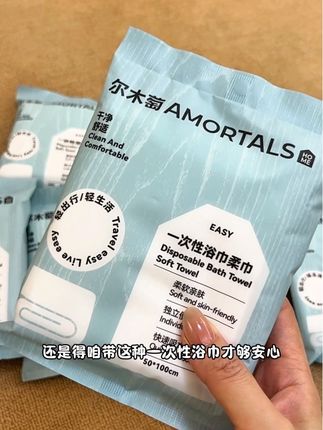 尔木萄 AMORTALS HOME
干净
舒适
Clean And
Comfortable
轻出行/轻生活 Travel easy Live easy
EASY
一次性浴巾柔巾
Disposable Bath Towel
Soft Towel
柔软亲肤
Soft and skin-friendly
独立
Individ
快速吸
还是得咱带这种一次性浴巾才够安心
50*100cm